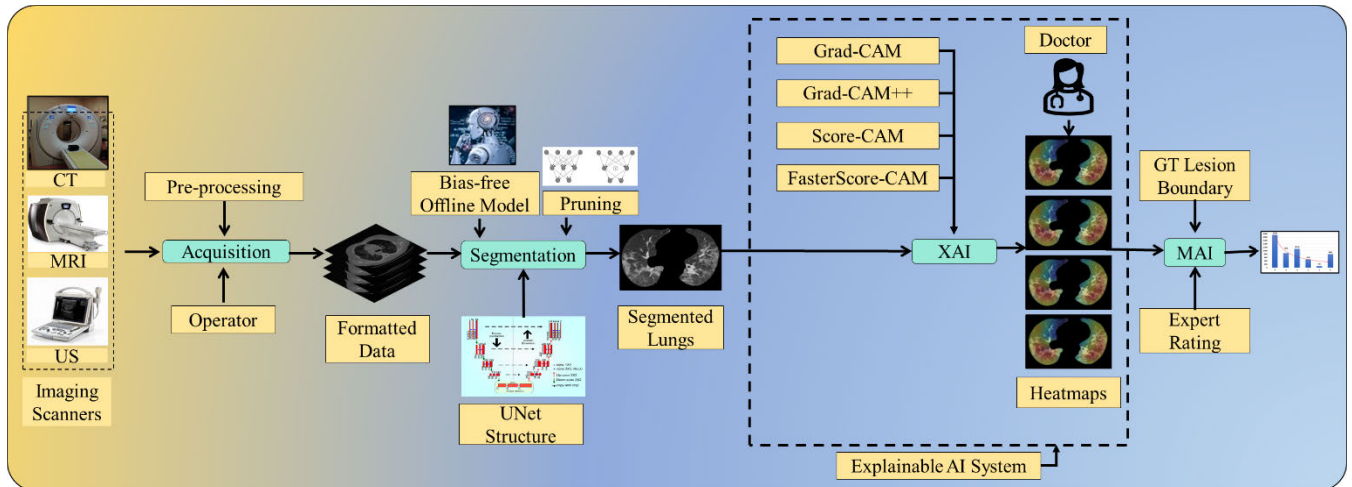 CT
MRI
US
Imaging
Scanners
Pre-processing
Acquisition
Operator
Formatted
Data
Bias-free
Offline Model
Pruning
Segmentation
UNet
Structure
Segmented
Lungs
Grad-CAM
Grad-CAM++
Score-CAM
FasterScore-CAM
XAI
Doctor
Heatmaps
Explainable AI System
GT Lesion
Boundary
MAI
Expert
Rating